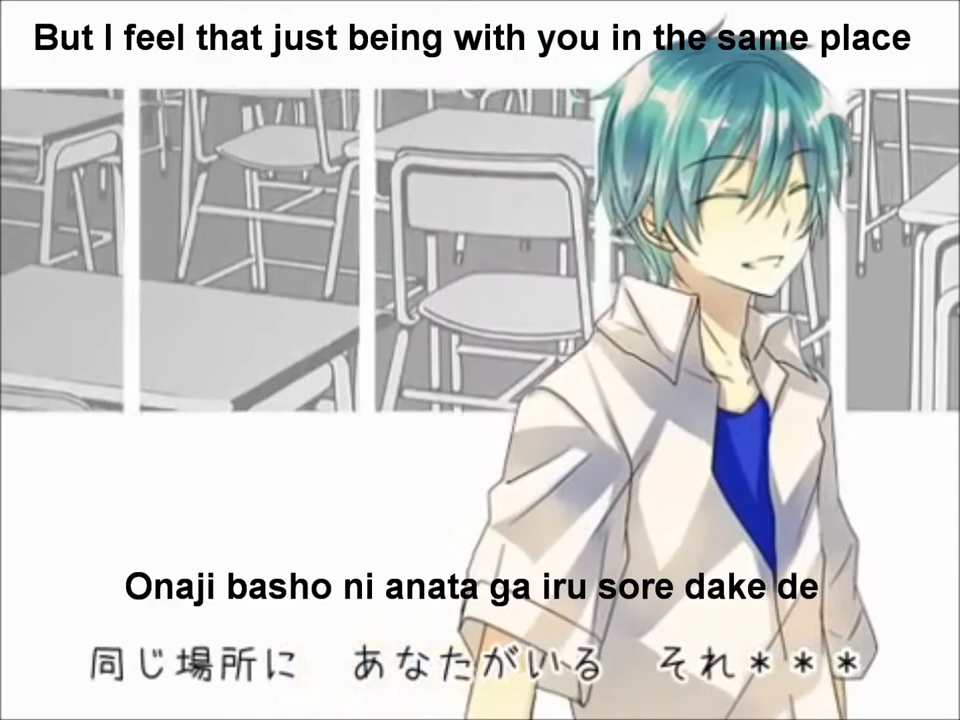 But I feel that just being with you in the same place
Onaji basho ni anata ga iru sore dake de
同じ場所に　あなたがいる　それ＊＊＊